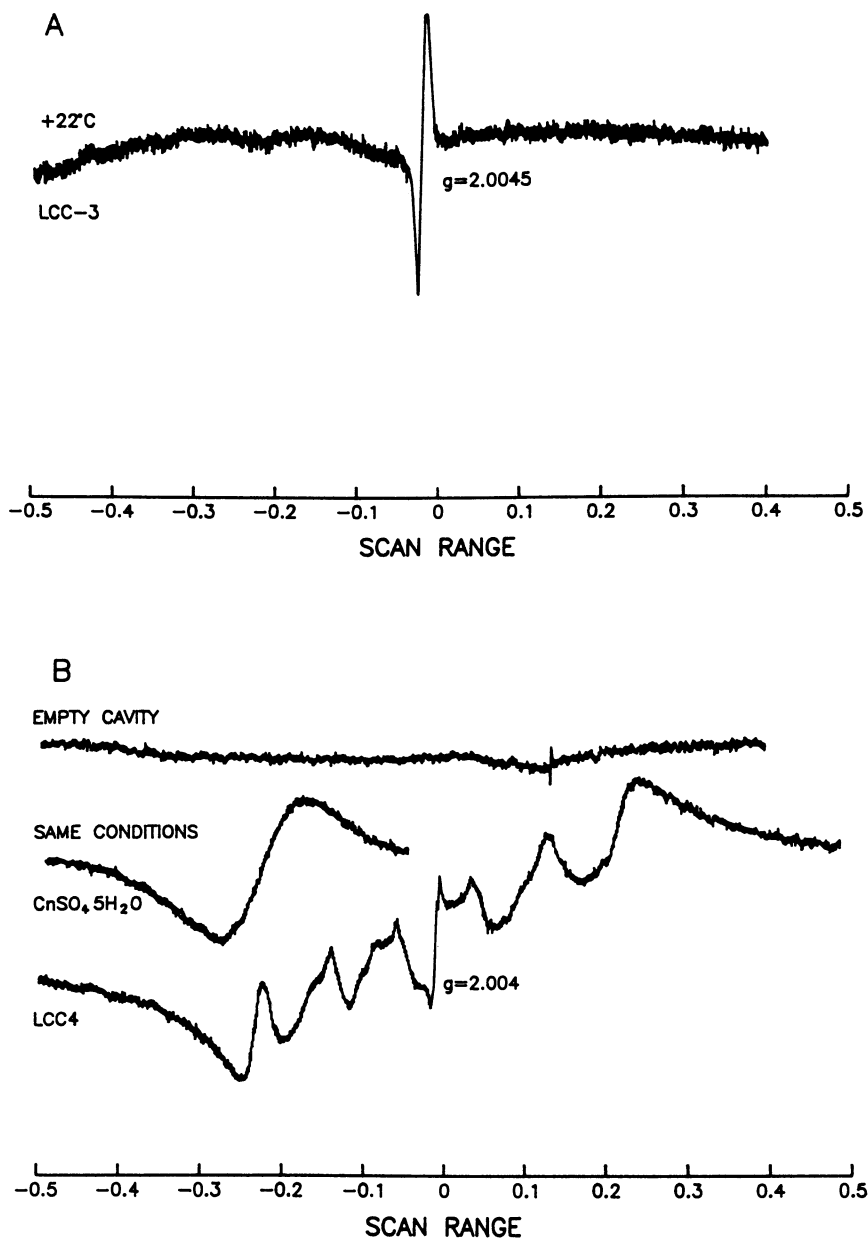 A
+22°C
LCC-3
g=2.0045
-0.5 -0.4 -0.3 -0.2 -0.1 0 0.1 0.2 0.3 0.4 0.5
SCAN RANGE
B
EMPTY CAVITY
SAME CONDITIONS
CnSO₄ 5H₂O
g=2.004
LCC4
-0.5 -0.4 -0.3 -0.2 -0.1 0 0.1 0.2 0.3 0.4 0.5
SCAN RANGE